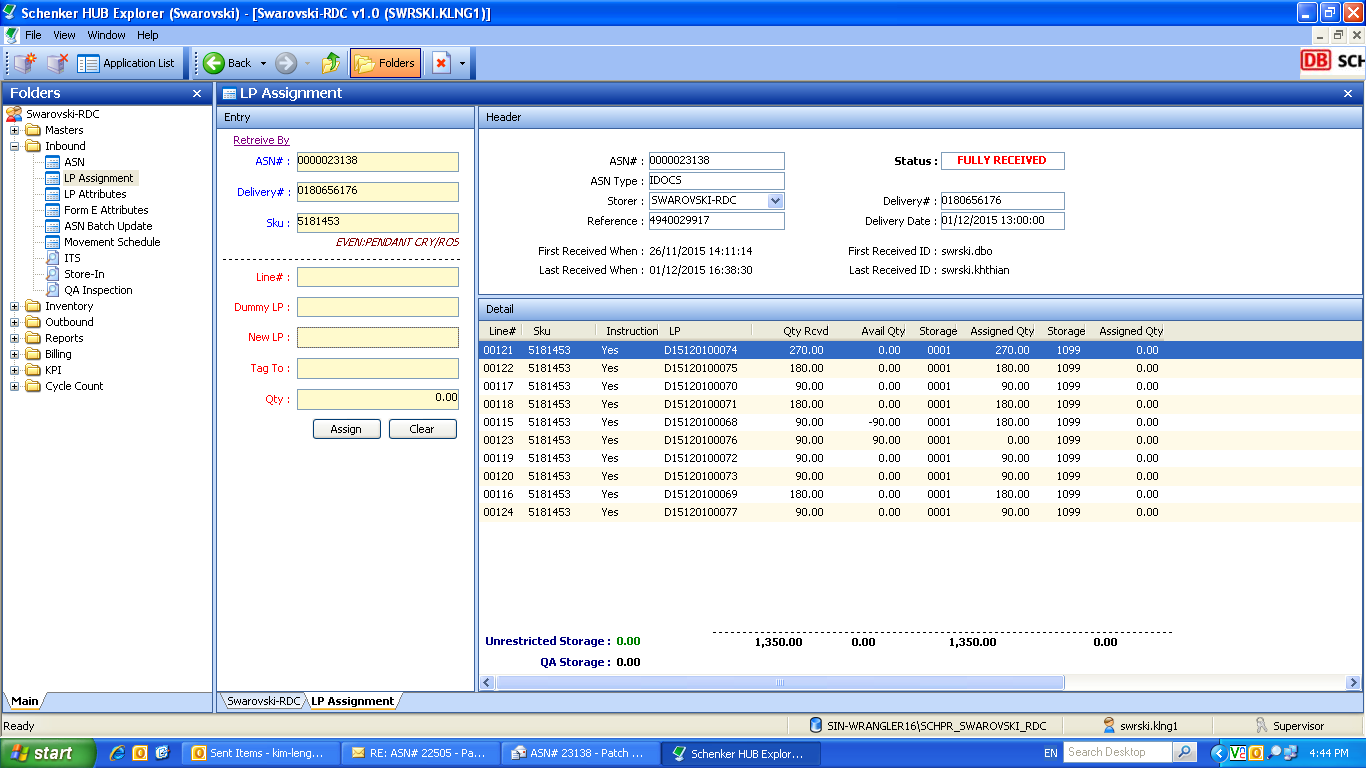 Schenker HUB Explorer (Swarovski) - [Swarovski-RDC v1.0 (SWRSKI.KLNG1)]
File View Window Help
Application List Back Folders DB SCH
Folders
Swarovski-RDC
Masters
Inbound
ASN
LP Assignment
LP Attributes
Form E Attributes
ASN Batch Update
Movement Schedule
ITS
Store-In
QA Inspection
Inventory
Outbound
Reports
Billing
KPI
Cycle Count
Main
LP Assignment
Entry
Retreive By
ASN# : 0000023138
Delivery# : 0180656176
Sku : 5181453
EVEN:PENDANT CRY/ROS
Line# :
Dummy LP :
New LP :
Tag To :
Qty : 0.00
Assign Clear
Header
ASN# : 0000023138 Status : FULLY RECEIVED
ASN Type : IDOCS
Storer : SWAROVSKI-RDC Delivery# : 0180656176
Reference : 4940029917 Delivery Date : 01/12/2015 13:00:00
First Received When : 26/11/2015 14:11:14 First Received ID : swrski.dbo
Last Received When : 01/12/2015 16:38:30 Last Received ID : swrski.khthian
Detail
Line# Sku Instruction LP Qty Rcvd Avail Qty Storage Assigned Qty Storage Assigned Qty
00121 5181453 Yes D15120100074 270.00 0.00 0001 270.00 1099 0.00
00122 5181453 Yes D15120100075 180.00 0.00 0001 180.00 1099 0.00
00117 5181453 Yes D15120100070 90.00 0.00 0001 90.00 1099 0.00
00118 5181453 Yes D15120100071 180.00 0.00 0001 180.00 1099 0.00
00115 5181453 Yes D15120100068 90.00 -90.00 0001 180.00 1099 0.00
00123 5181453 Yes D15120100076 90.00 90.00 0001 0.00 1099 0.00
00119 5181453 Yes D15120100072 90.00 0.00 0001 90.00 1099 0.00
00120 5181453 Yes D15120100073 90.00 0.00 0001 90.00 1099 0.00
00116 5181453 Yes D15120100069 180.00 0.00 0001 180.00 1099 0.00
00124 5181453 Yes D15120100077 90.00 0.00 0001 90.00 1099 0.00
Unrestricted Storage : 0.00 1,350.00 0.00 1,350.00 0.00
QA Storage : 0.00
Swarovski-RDC LP Assignment
Ready SIN-WRANGLER16\SCHPR_SWAROVSKI_RDC swrski.klng1 Supervisor
start Sent Items - kim-leng... RE: ASN# 22505 - Pa... ASN# 23138 - Patch ... Schenker HUB Explor... EN Search Desktop 4:44 PM